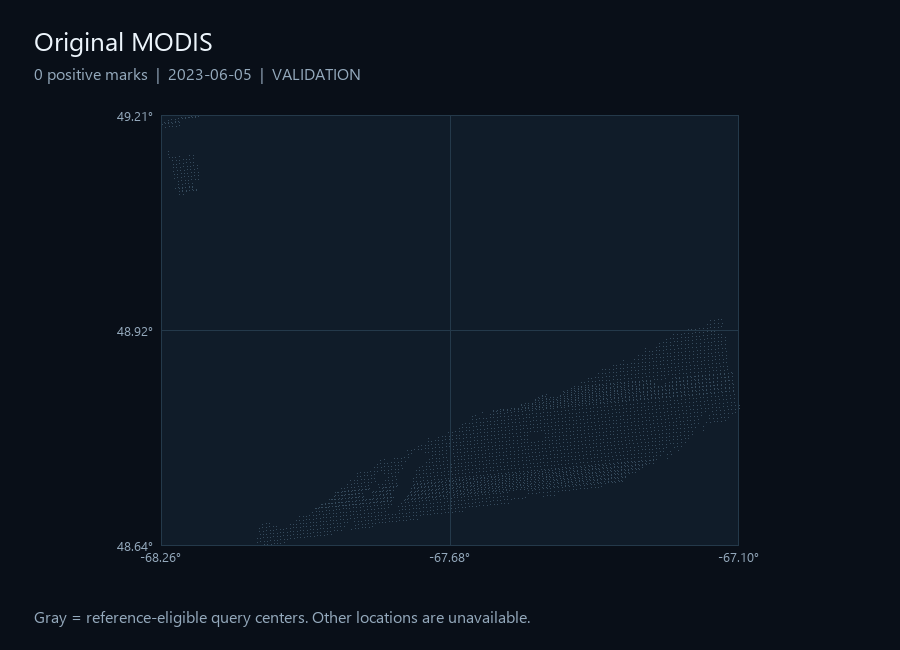 Original MODIS
0 positive marks | 2023-06-05 | VALIDATION
49.21°
48.92°
48.64°
-68.26°
-67.68°
-67.10°
Gray = reference-eligible query centers. Other locations are unavailable.